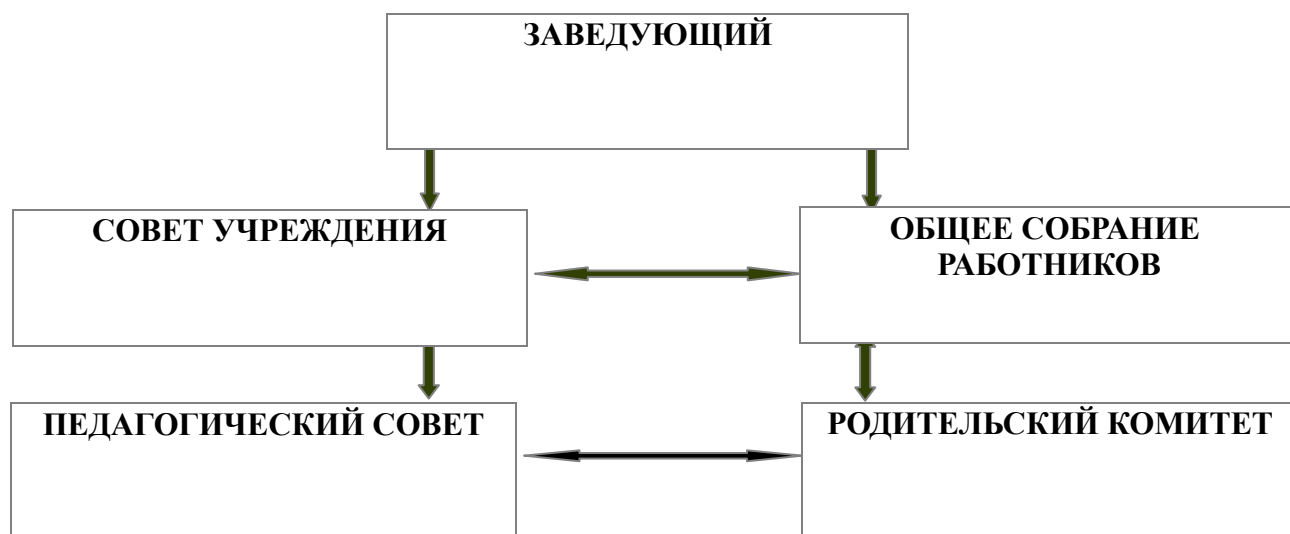 ЗАВЕДУЮЩИЙ
СОВЕТ УЧРЕЖДЕНИЯ
ОБЩЕЕ СОБРАНИЕ
РАБОТНИКОВ
ПЕДАГОГИЧЕСКИЙ СОВЕТ
РОДИТЕЛЬСКИЙ КОМИТЕТ